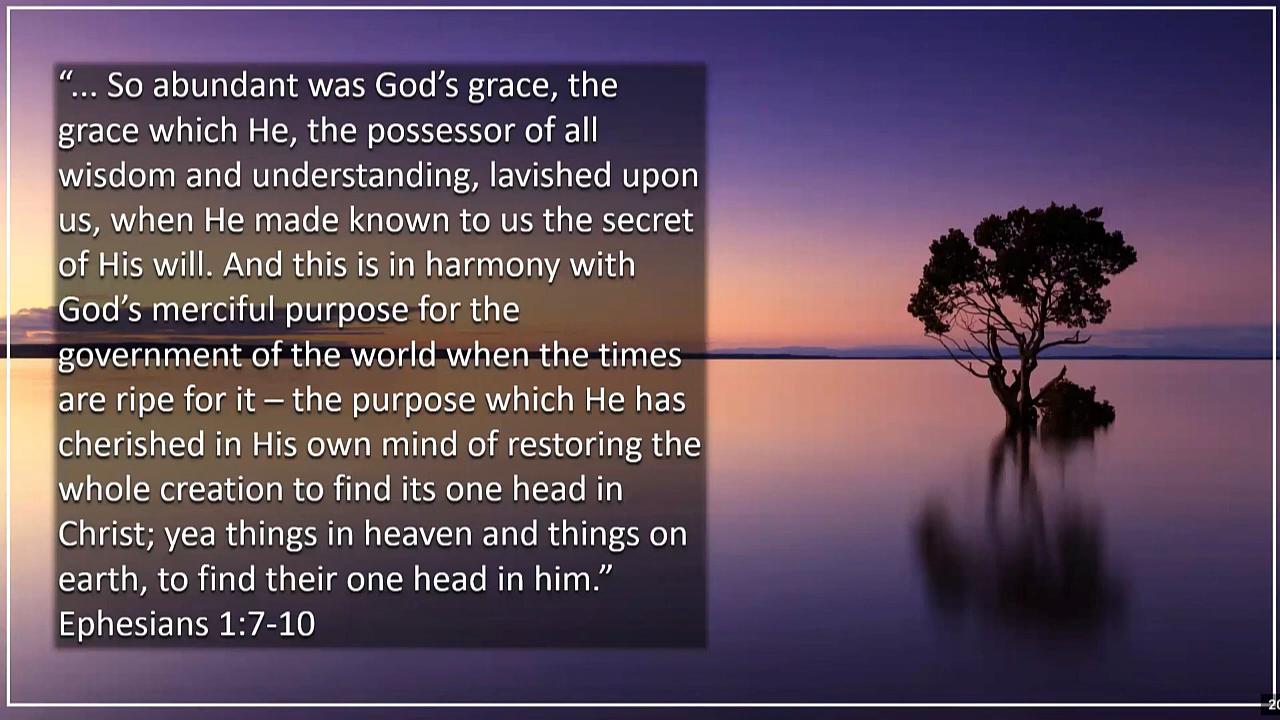 “... So abundant was God’s grace, the
grace which He, the possessor of all
wisdom and understanding, lavished upon
us, when He made known to us the secret
of His will. And this is in harmony with
God’s merciful purpose for the
government of the world when the times
are ripe for it – the purpose which He has
cherished in His own mind of restoring the
whole creation to find its one head in
Christ; yea things in heaven and things on
earth, to find their one head in him.”
Ephesians 1:7-10